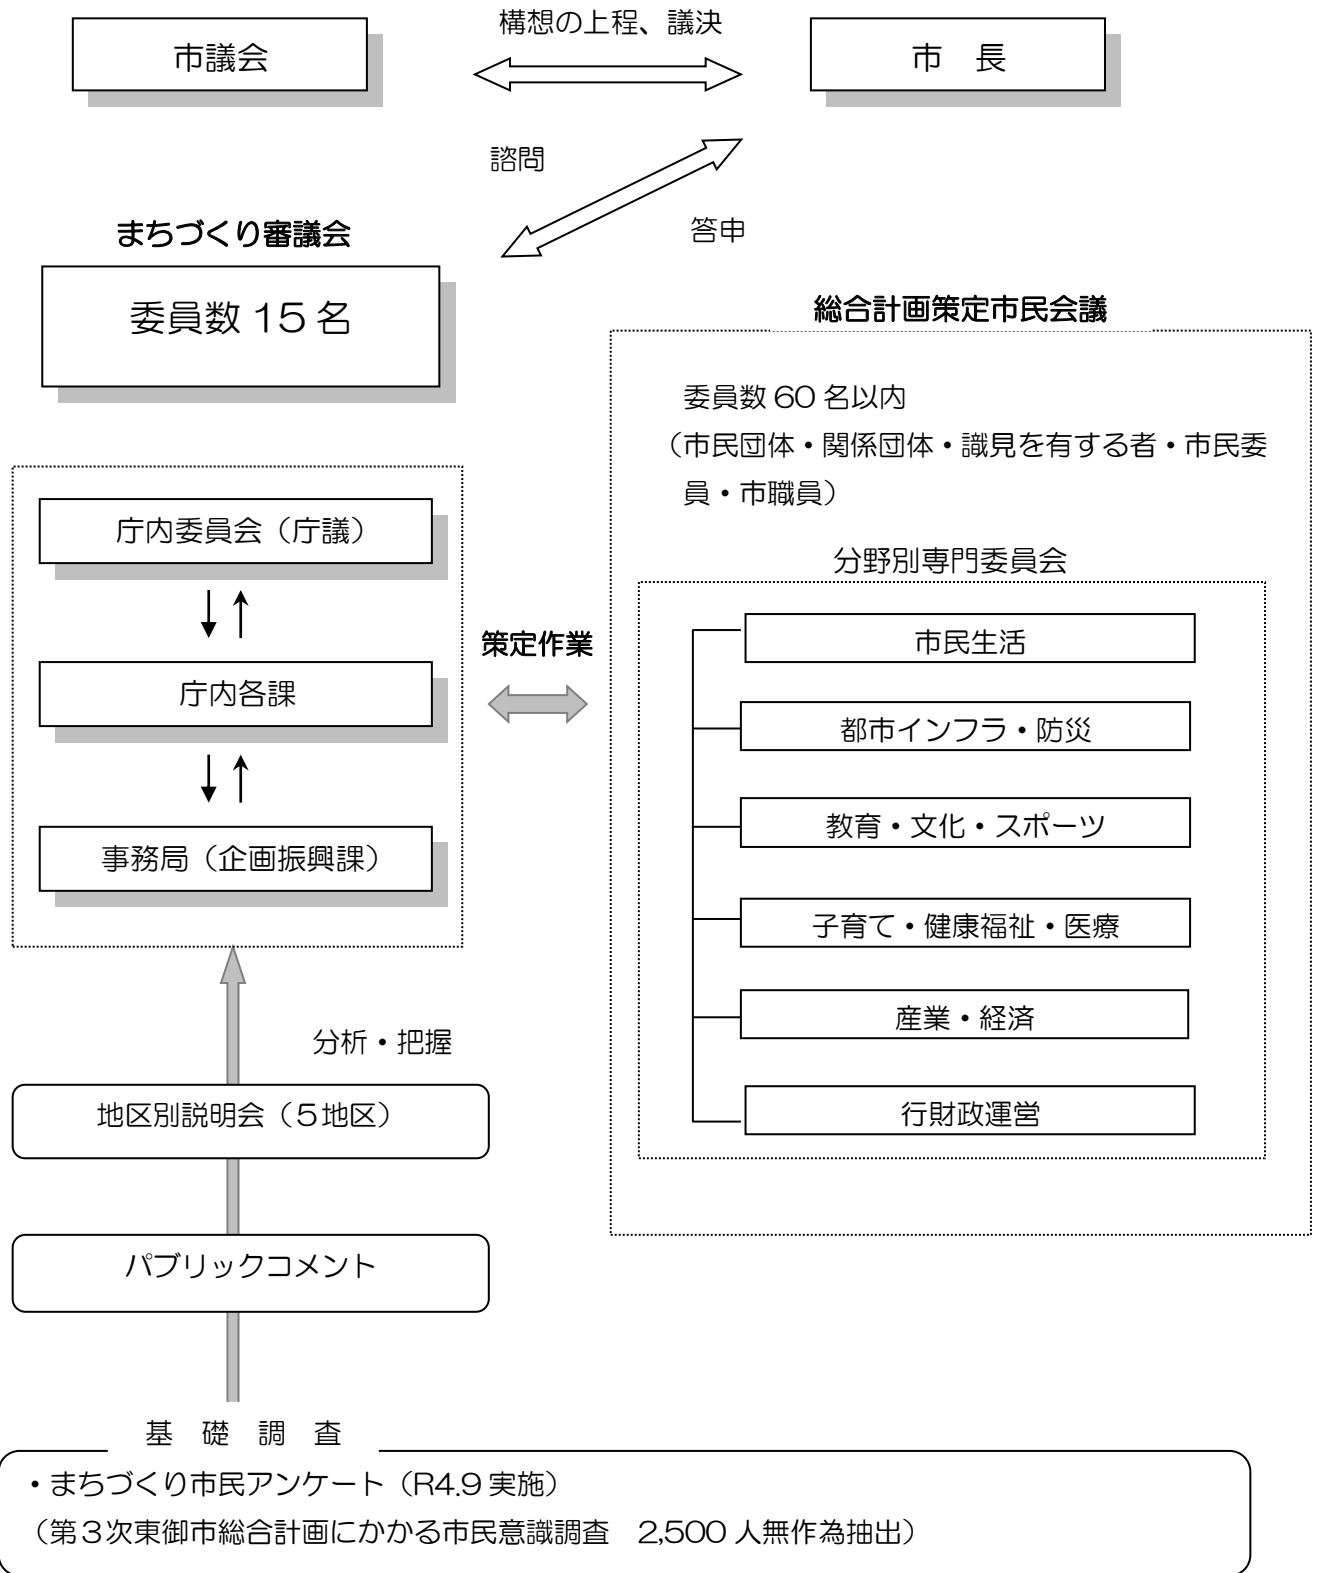 構想の上程、議決
市議会
市　長
諮問
答申
まちづくり審議会
委員数 15 名
総合計画策定市民会議
委員数 60 名以内
（市民団体・関係団体・識見を有する者・市民委
員・市職員）
分野別専門委員会
市民生活
都市インフラ・防災
教育・文化・スポーツ
子育て・健康福祉・医療
産業・経済
行財政運営
策定作業
庁内委員会（庁議）
庁内各課
事務局（企画振興課）
分析・把握
地区別説明会（５地区）
パブリックコメント
基　礎　調　査
・まちづくり市民アンケート（R4.9 実施）
（第３次東御市総合計画にかかる市民意識調査　2,500 人無作為抽出）